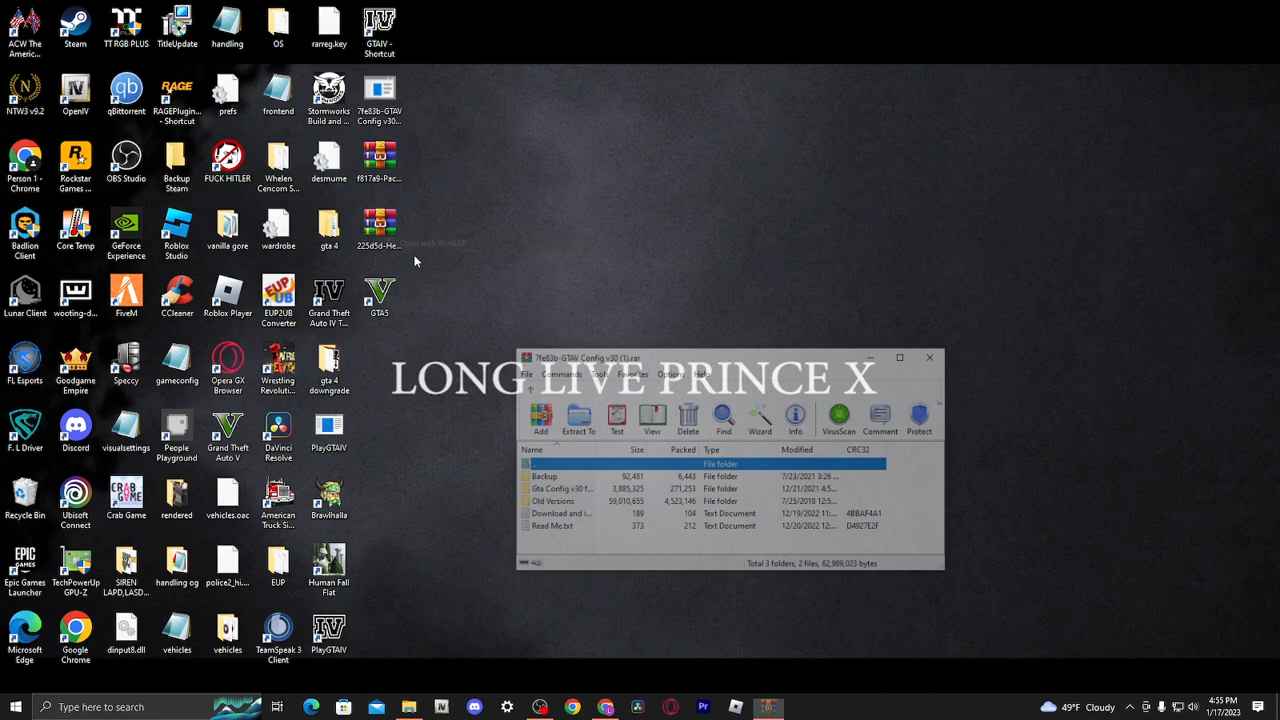 ACW The Americ...
Steam
TT RGB PLUS
TitleUpdate
handling
OS
rarreg.key
GTAIV - Shortcut
NTW3 v9.2
OpenIV
qBittorrent
RAGEPlugin... - Shortcut
prefs
frontend
Stormworks Build and ...
7fe83b-GTAV Config v30...
Person 1 - Chrome
Rockstar Games ...
OBS Studio
Backup Steam
FUCK HITLER
Whelen Cencom S...
desmume
f817a9-Pac...
Badlion Client
Core Temp
GeForce Experience
Roblox Studio
vanilla gore
wardrobe
gta 4
225d5d-He...
Open with WinRAR
Lunar Client
wooting-d...
FiveM
CCleaner
Roblox Player
EUP2UB Converter
Grand Theft Auto IV T...
GTA5
FL Esports
Goodgame Empire
Speccy
gameconfig
Opera GX Browser
Wrestling Revoluti...
gta 4 downgrade
7fe83b-GTAV Config v30 (1).rar
File Commands Tools Favorites Options Help
LONG LIVE PRINCE X
Add Extract To Test View Delete Find Wizard Info VirusScan Comment Protect
Name Size Packed Type Modified CRC32
.. File folder
Backup 92,481 6,443 File folder 7/23/2021 3:26 ...
Gta Config v30 f... 3,885,325 271,253 File folder 12/21/2021 4:5...
Old Versions 59,010,655 4,523,146 File folder 7/25/2018 12:5...
Download and i... 189 104 Text Document 12/19/2022 11:... 4BBAF4A1
Read Me.txt 373 212 Text Document 12/20/2022 12:... D4927E2F
Total 3 folders, 2 files, 62,989,023 bytes
F.L Driver
Discord
visualsettings
People Playground
Grand Theft Auto V
DaVinci Resolve
PlayGTAIV
Recycle Bin
Ubisoft Connect
Crab Game
rendered
vehicles.oac
American Truck Si...
Brawlhalla
Epic Games Launcher
TechPowerUp GPU-Z
SIREN LAPD,LASD...
handling og
police2_hi...
EUP
Human Fall Flat
Microsoft Edge
Google Chrome
dinput8.dll
vehicles
vehicles
TeamSpeak 3 Client
PlayGTAIV
Type here to search
49°F Cloudy
4:55 PM
1/17/2023